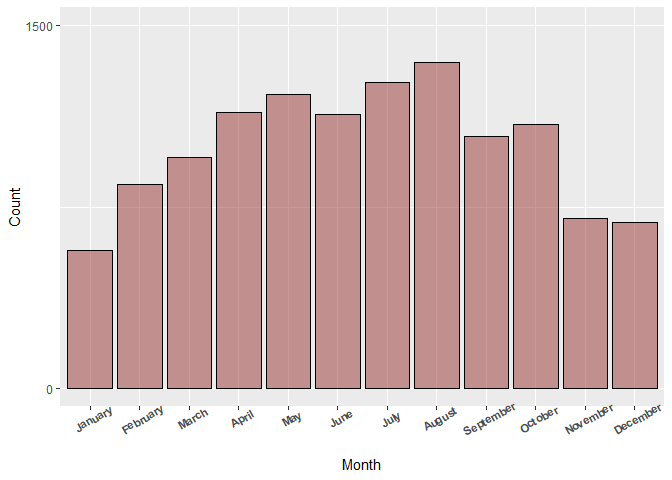 1500
0
Count
January
February
March
April
May
June
July
August
September
October
November
December
Month